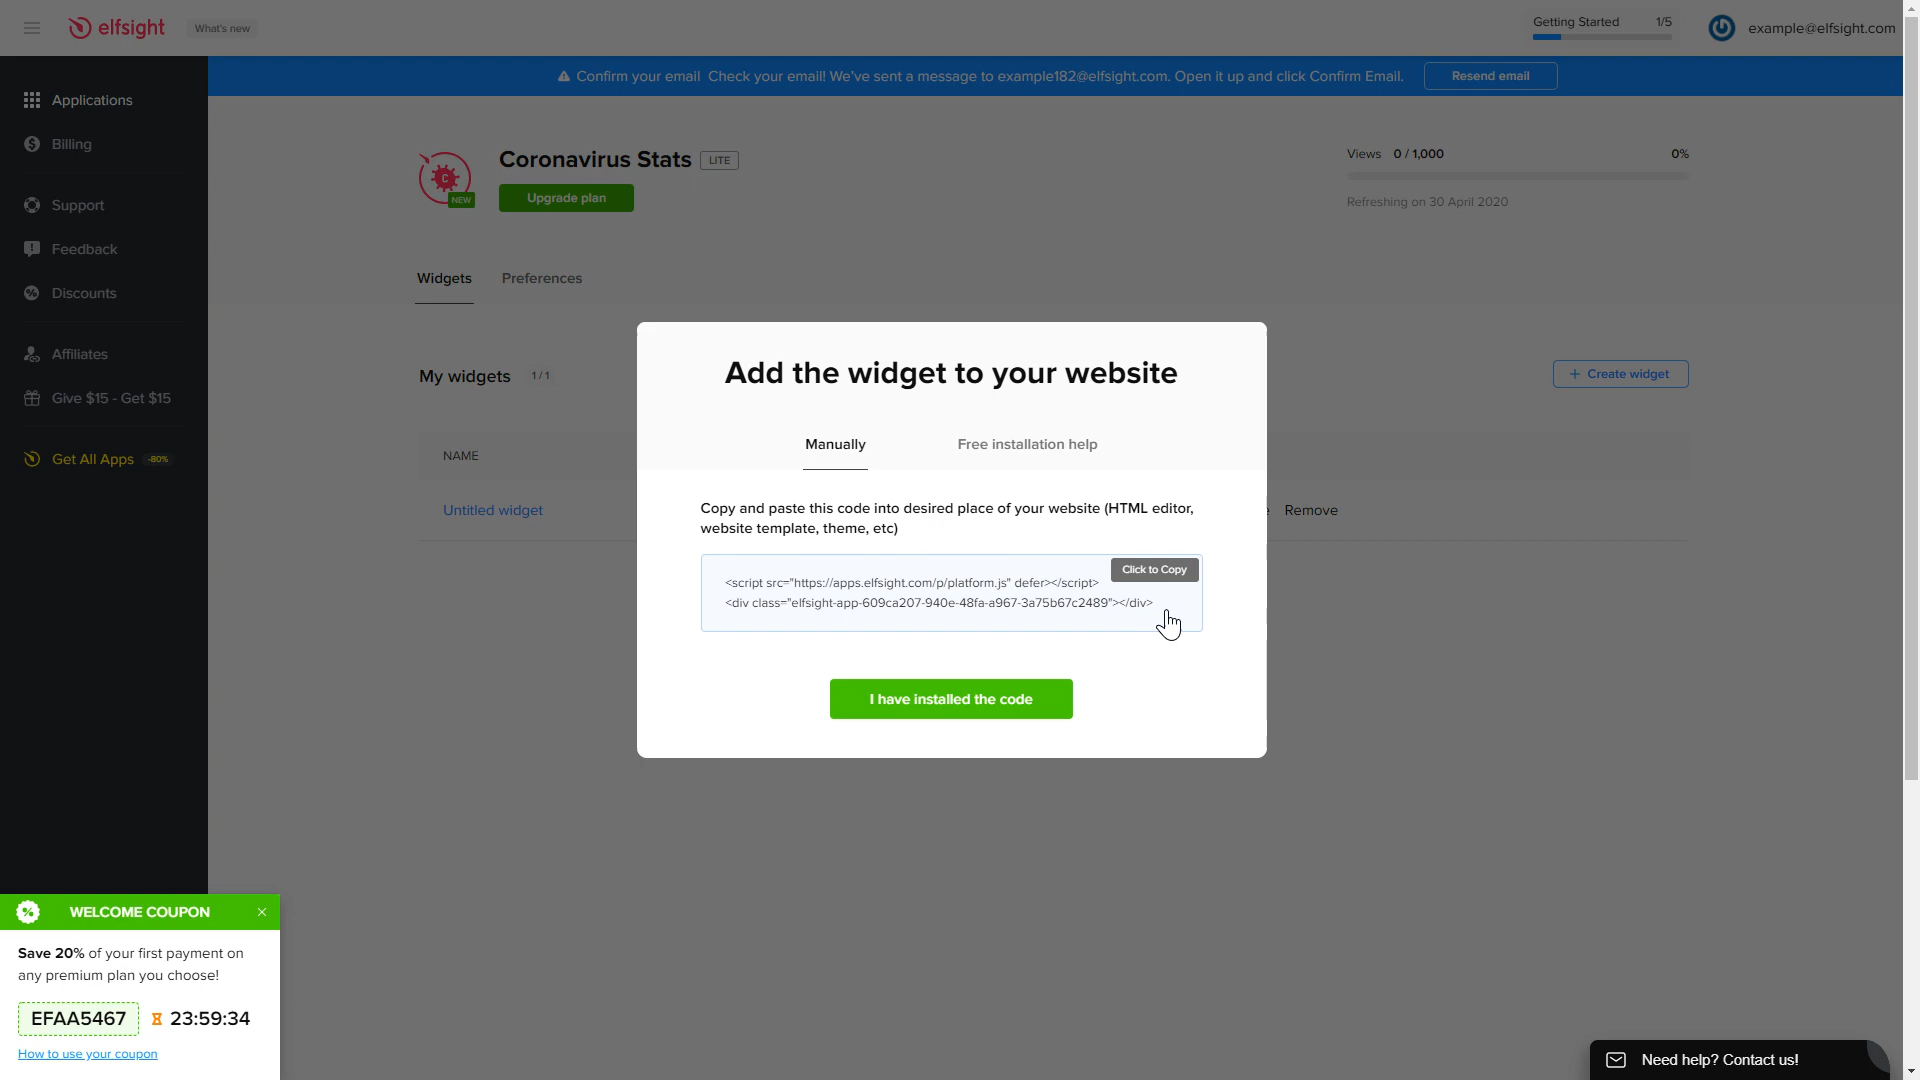 elfsight
What's new
Getting Started 1/5
example@elfsight.com
Confirm your email Check your email! We've sent a message to example182@elfsight.com. Open it up and click Confirm Email.
Resend email
Applications
Billing
Support
Feedback
Discounts
Affiliates
Give $15 - Get $15
Get All Apps -80%
C
NEW
Coronavirus Stats LITE
Upgrade plan
Views 0 / 1,000 0%
Refreshing on 30 April 2020
Widgets Preferences
My widgets 1 / 1
+ Create widget
NAME
Untitled widget
Remove
Add the widget to your website
Manually Free installation help
Copy and paste this code into desired place of your website (HTML editor,
website template, theme, etc)
Click to Copy
<script src="https://apps.elfsight.com/p/platform.js" defer></script>
<div class="elfsight-app-609ca207-940e-48fa-a967-3a75b67c2489"></div>
I have installed the code
WELCOME COUPON
Save 20% of your first payment on
any premium plan you choose!
EFAA5467 23:59:34
How to use your coupon
Need help? Contact us!